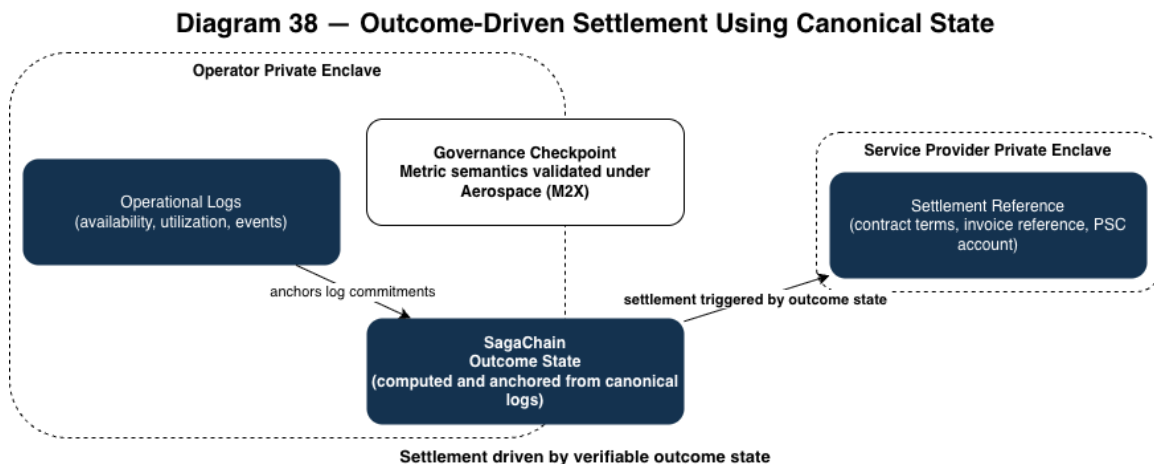 Diagram 38 — Outcome-Driven Settlement Using Canonical State
Operator Private Enclave
Governance Checkpoint
Metric semantics validated under
Aerospace (M2X)
Service Provider Private Enclave
Operational Logs
(availability, utilization, events)
Settlement Reference
(contract terms, invoice reference, PSC
account)
anchors log commitments
settlement triggered by outcome state
SagaChain
Outcome State
(computed and anchored from canonical
logs)
Settlement driven by verifiable outcome state